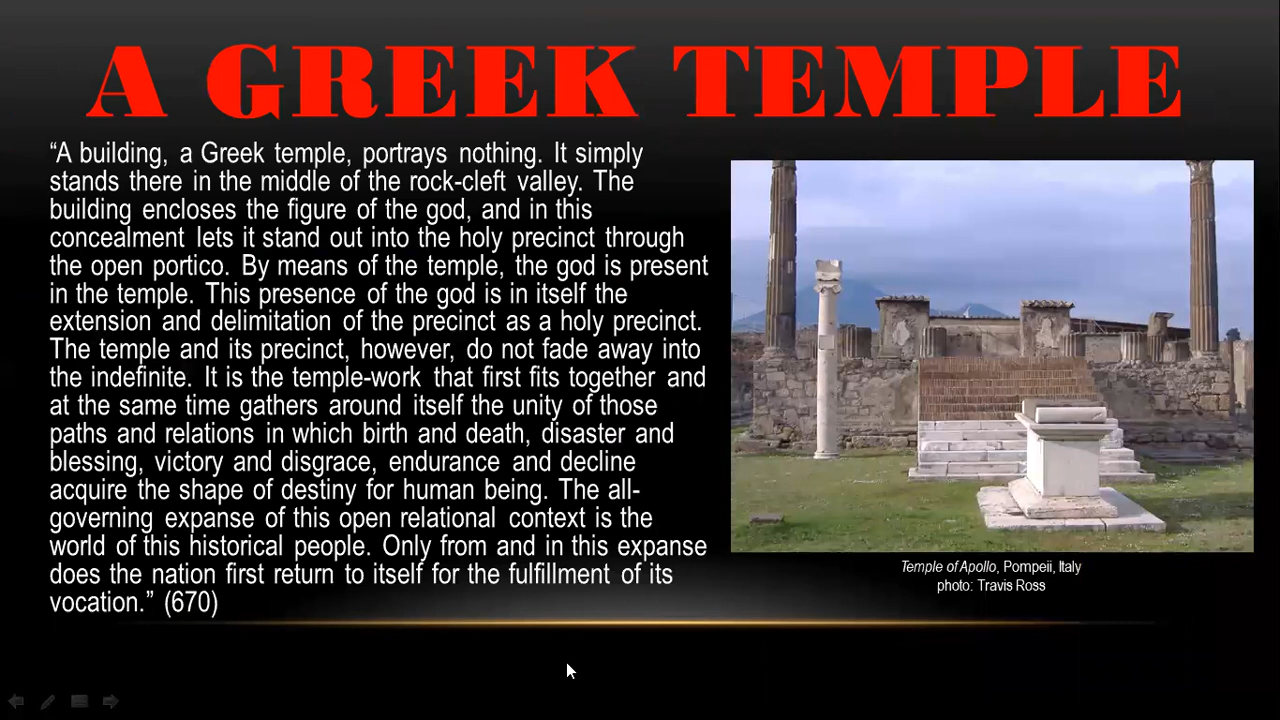 A GREEK TEMPLE
“A building, a Greek temple, portrays nothing. It simply
stands there in the middle of the rock-cleft valley. The
building encloses the figure of the god, and in this
concealment lets it stand out into the holy precinct through
the open portico. By means of the temple, the god is present
in the temple. This presence of the god is in itself the
extension and delimitation of the precinct as a holy precinct.
The temple and its precinct, however, do not fade away into
the indefinite. It is the temple-work that first fits together and
at the same time gathers around itself the unity of those
paths and relations in which birth and death, disaster and
blessing, victory and disgrace, endurance and decline
acquire the shape of destiny for human being. The all-
governing expanse of this open relational context is the
world of this historical people. Only from and in this expanse
does the nation first return to itself for the fulfillment of its
vocation.” (670)
Temple of Apollo, Pompeii, Italy
photo: Travis Ross